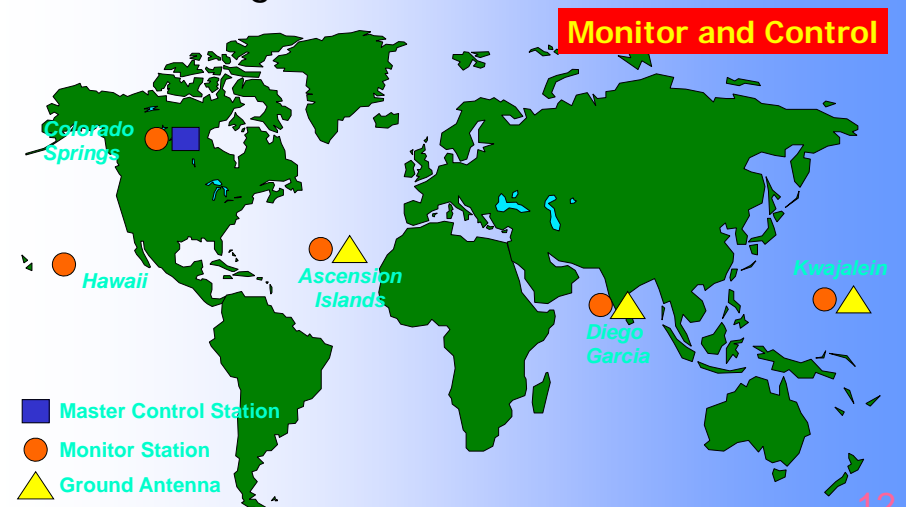 Monitor and Control
Colorado
Springs
Hawaii
Ascension
Islands
Kwajalein
Diego
Garcia
Master Control Station
Monitor Station
Ground Antenna